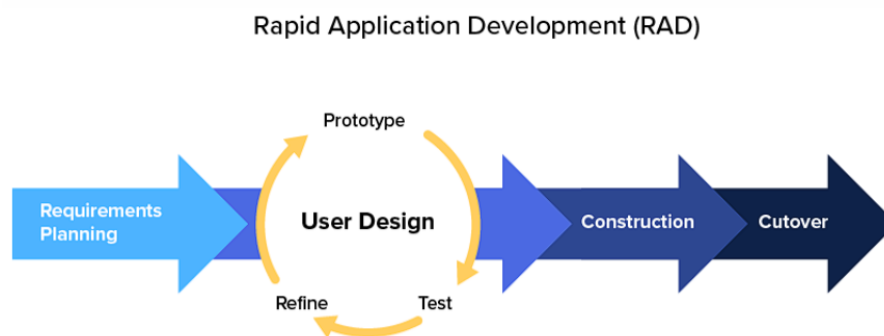 Rapid Application Development (RAD)
Prototype
Requirements
Planning
User Design
Construction
Cutover
Refine
Test